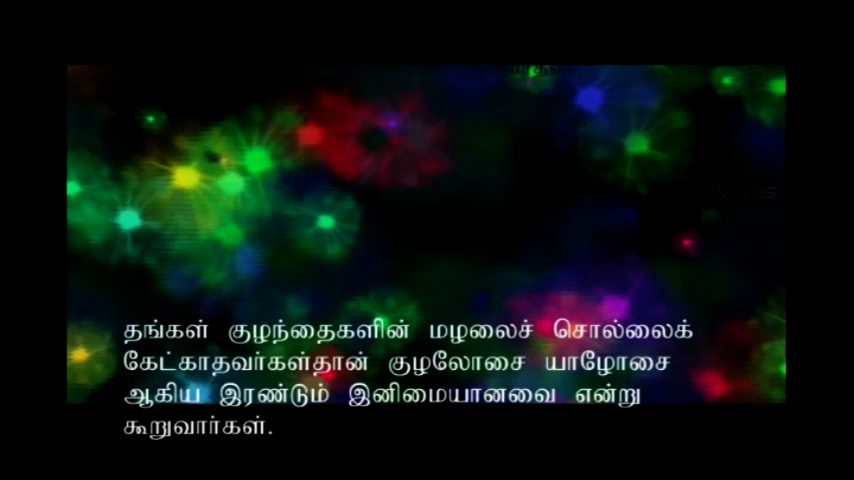 தங்கள் குழந்தைகளின் மழலைச் சொல்லைக்
கேட்காதவர்கள்தான் குழலோசை யாழோசை
ஆகிய இரண்டும் இனிமையானவை என்று
கூறுவார்கள்.